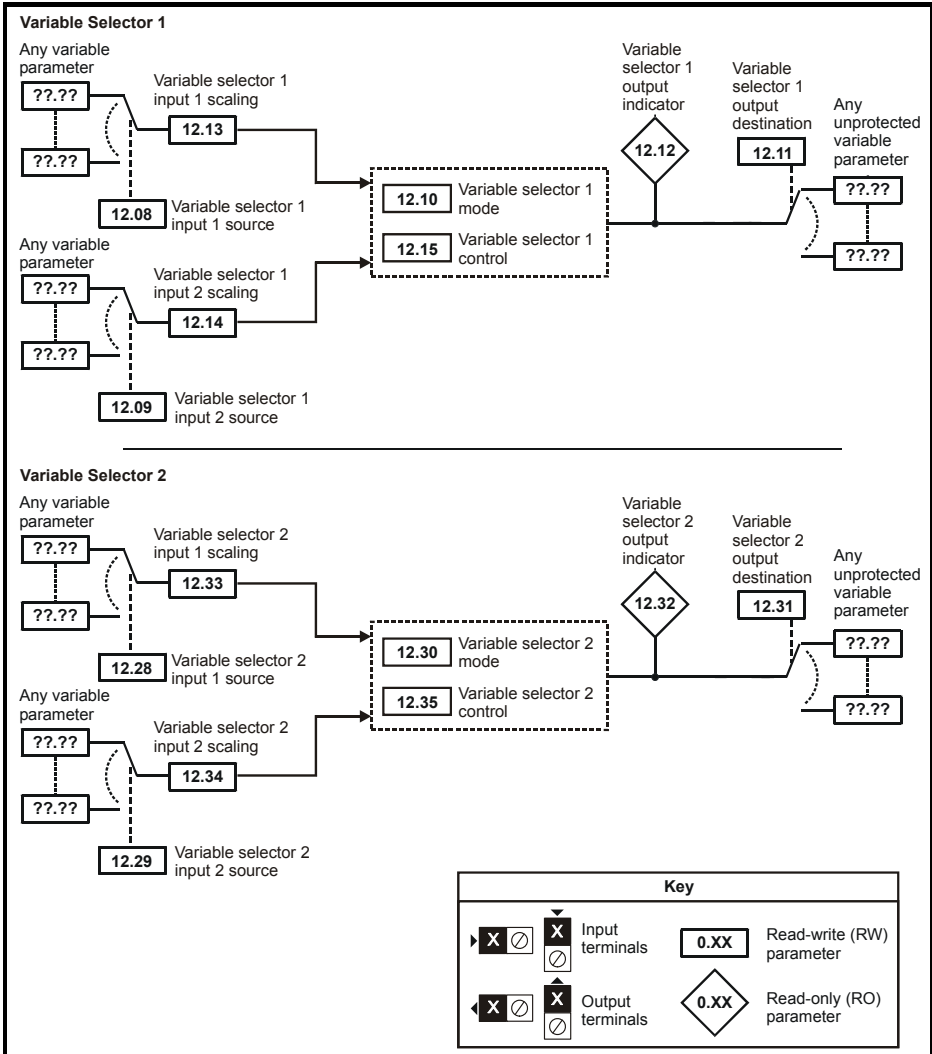 Variable Selector 1
Any variable
parameter
??.??
??.??
Variable selector 1
input 1 scaling
12.13
12.08
Variable selector 1
input 1 source
Any variable
parameter
??.??
??.??
Variable selector 1
input 2 scaling
12.14
12.09
Variable selector 1
input 2 source
12.10
Variable selector 1
mode
12.15
Variable selector 1
control
Variable
selector 1
output
indicator
12.12
Variable
selector 1
output
destination
12.11
Any
unprotected
variable
parameter
??.??
??.??
Variable Selector 2
Any variable
parameter
??.??
??.??
Variable selector 2
input 1 scaling
12.33
12.28
Variable selector 2
input 1 source
Any variable
parameter
??.??
??.??
Variable selector 2
input 2 scaling
12.34
12.29
Variable selector 2
input 2 source
12.30
Variable selector 2
mode
12.35
Variable selector 2
control
Variable
selector 2
output
indicator
12.32
Variable
selector 2
output
destination
12.31
Any
unprotected
variable
parameter
??.??
??.??
Key
X
X
Input
terminals
0.XX
Read-write (RW)
parameter
X
X
Output
terminals
0.XX
Read-only (RO)
parameter